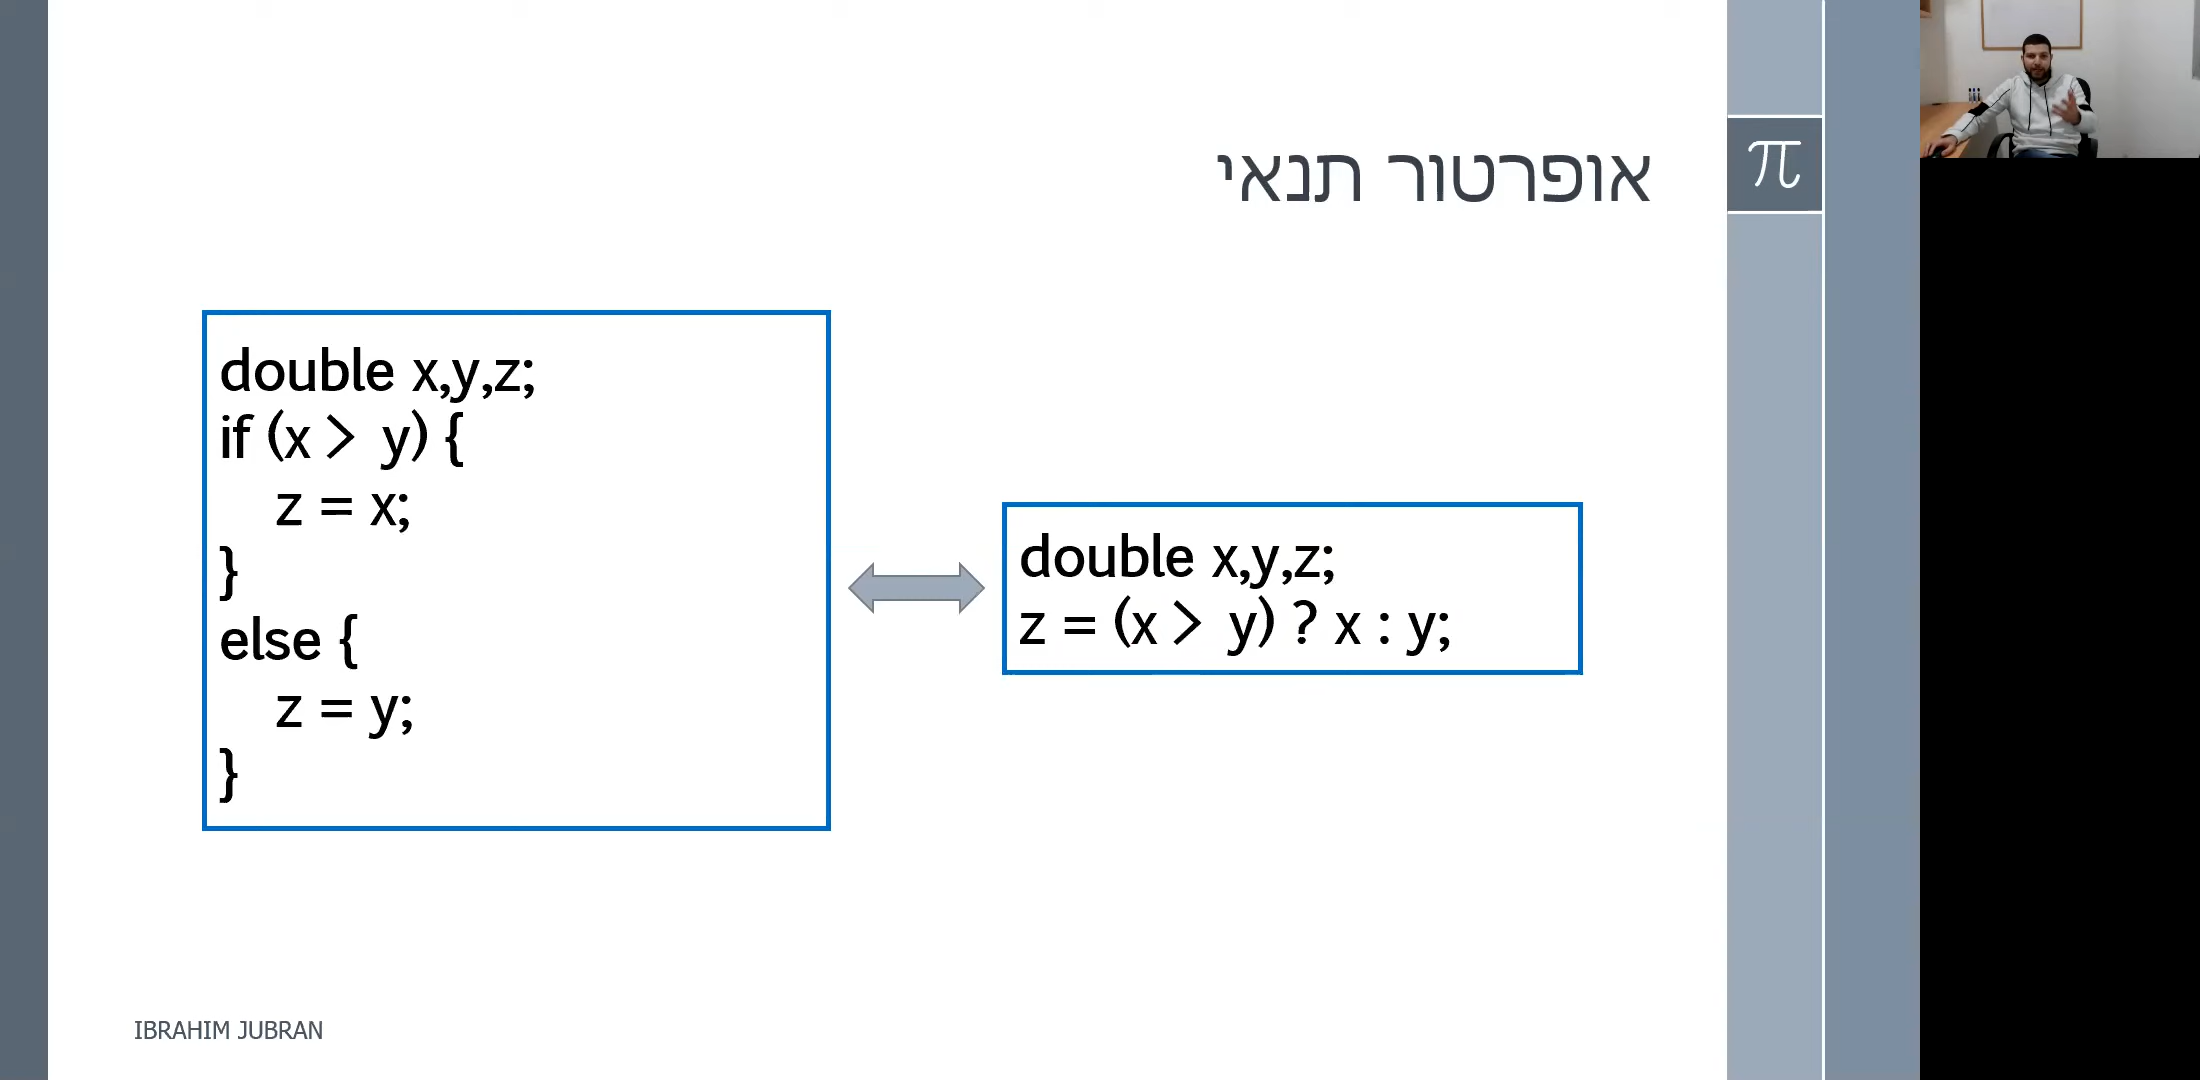 אופרטור תנאי
π
double x,y,z;
if (x > y) {
z = x;
}
else {
z = y;
}
double x,y,z;
z = (x > y) ? x : y;
IBRAHIM JUBRAN